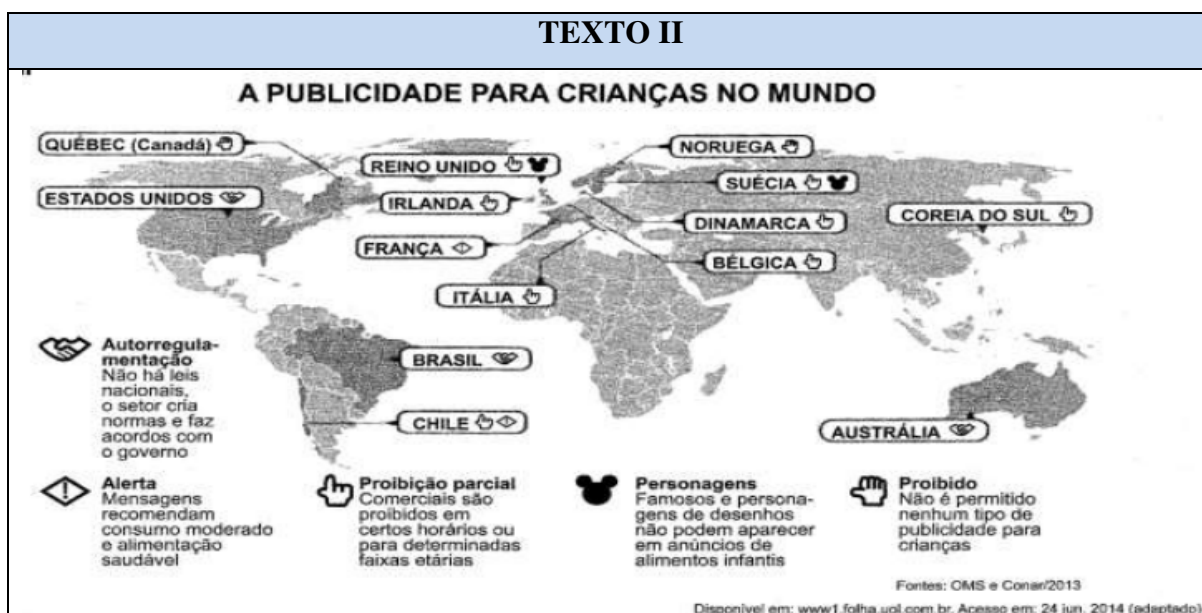 TEXTO II
A PUBLICIDADE PARA CRIANÇAS NO MUNDO
QUÉBEC (Canadá)
NORUEGA
REINO UNIDO
SUÉCIA
ESTADOS UNIDOS
IRLANDA
DINAMARCA
COREIA DO SUL
FRANÇA
BÉLGICA
ITÁLIA
BRASIL
CHILE
AUSTRÁLIA
Autorregula-
mentação
Não há leis
nacionais,
o setor cria
normas e faz
acordos com
o governo
Alerta
Mensagens
recomendam
consumo moderado
e alimentação
saudável
Proibição parcial
Comerciais são
proibidos em
certos horários ou
para determinadas
faixas etárias
Personagens
Famosos e persona-
gens de desenhos
não podem aparecer
em anúncios de
alimentos infantis
Proibido
Não é permitido
nenhum tipo de
publicidade para
crianças
Fontes: OMS e Conar/2013
Disponível em: www1.folha.uol.com.br. Acesso em: 24 jun. 2014 (adaptado)